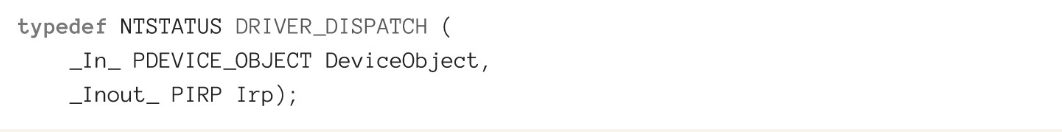 typedef NTSTATUS DRIVER_DISPATCH (
    _In_ PDEVICE_OBJECT DeviceObject,
    _Inout_ PIRP Irp);